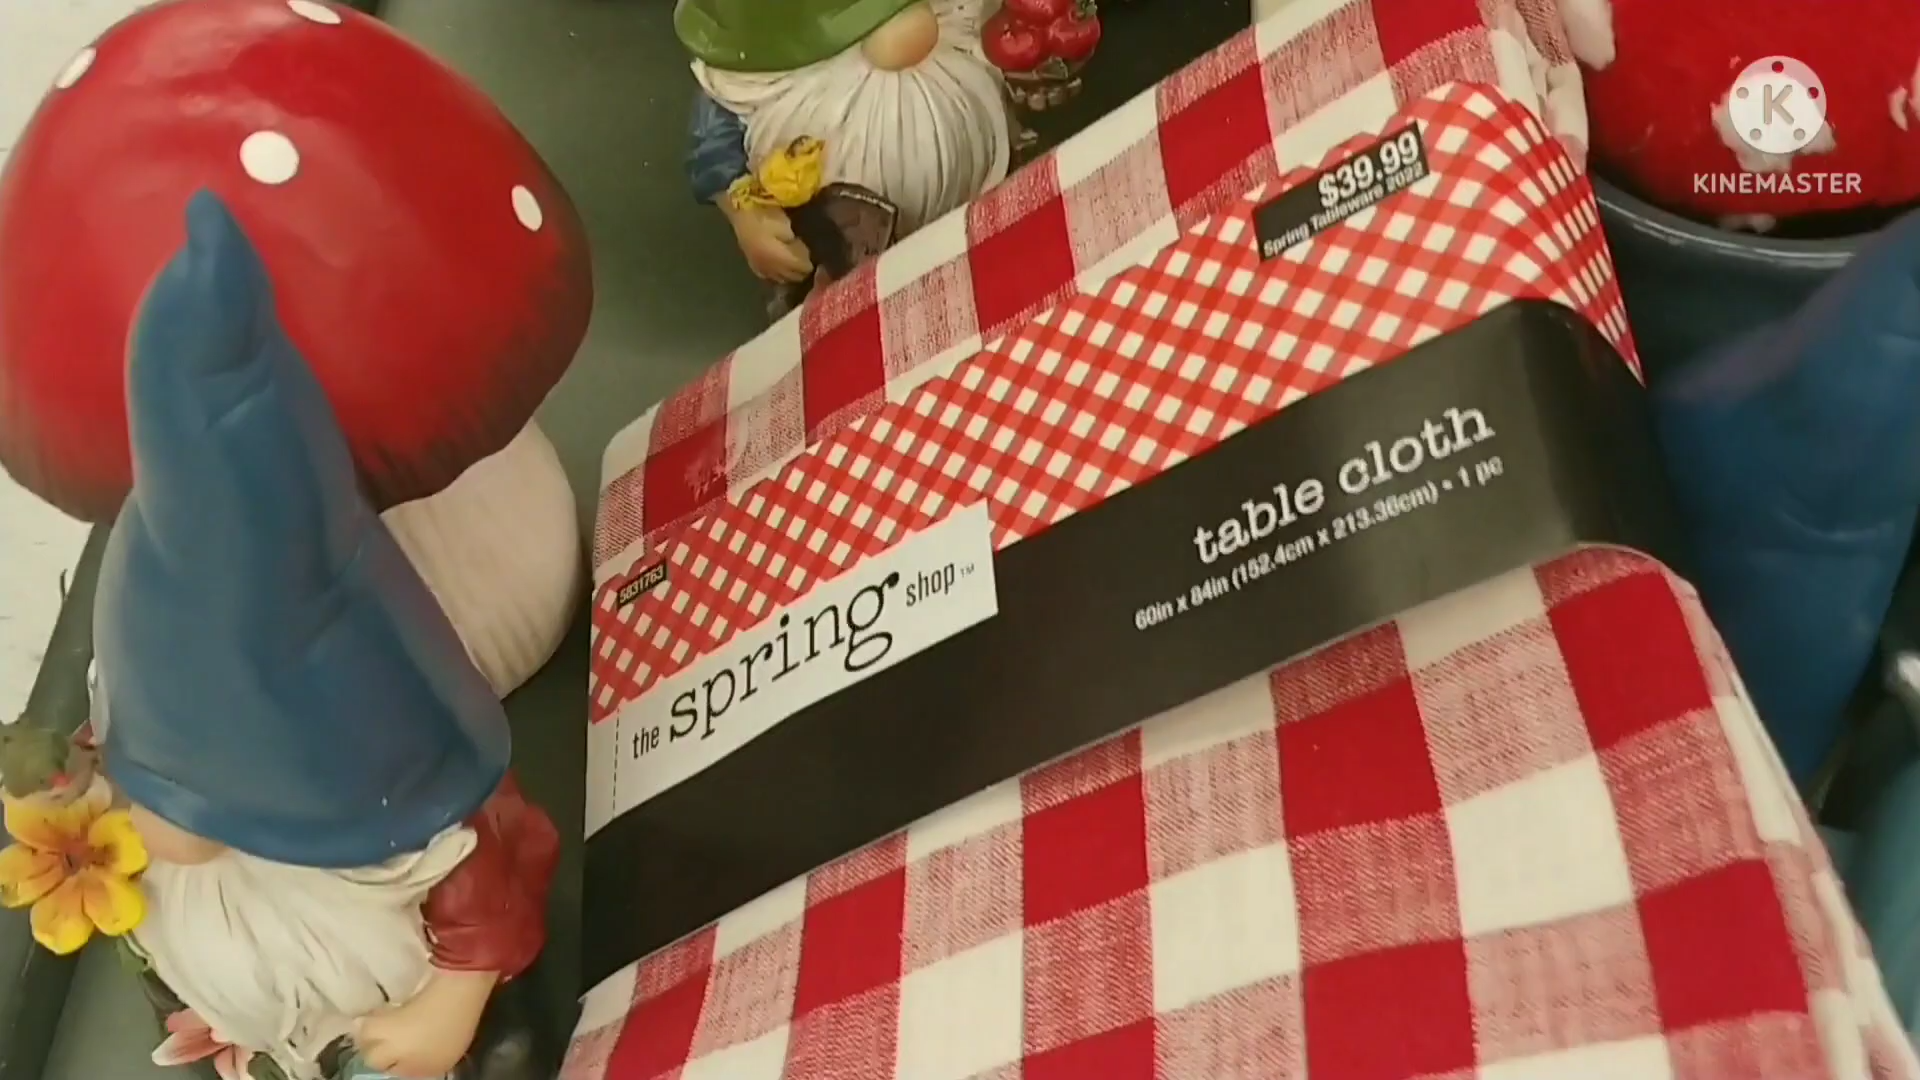 KINEMASTER
$39.99
Spring Tableware 2022
5831763
the spring shop™
table cloth
60in x 84in (152.4cm x 213.36cm) • 1 pc